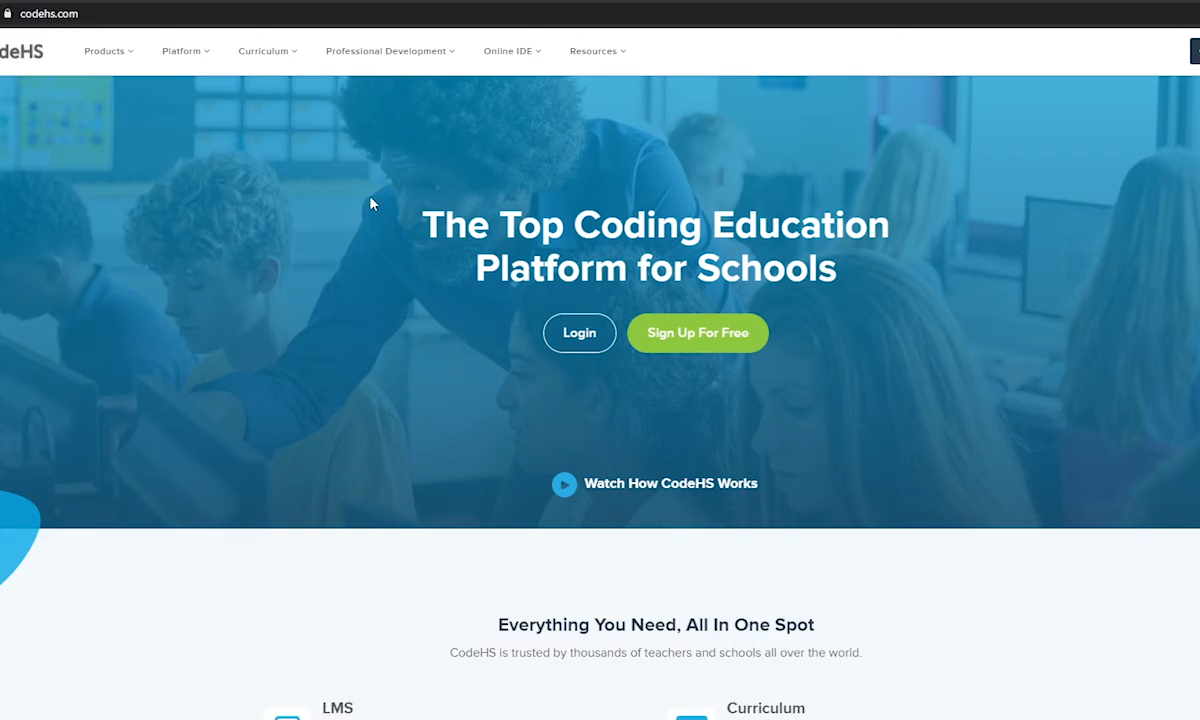 codehs.com
deHS
Products
Platform
Curriculum
Professional Development
Online IDE
Resources
The Top Coding Education
Platform for Schools
Login
Sign Up For Free
Watch How CodeHS Works
Everything You Need, All In One Spot
CodeHS is trusted by thousands of teachers and schools all over the world.
LMS
Curriculum